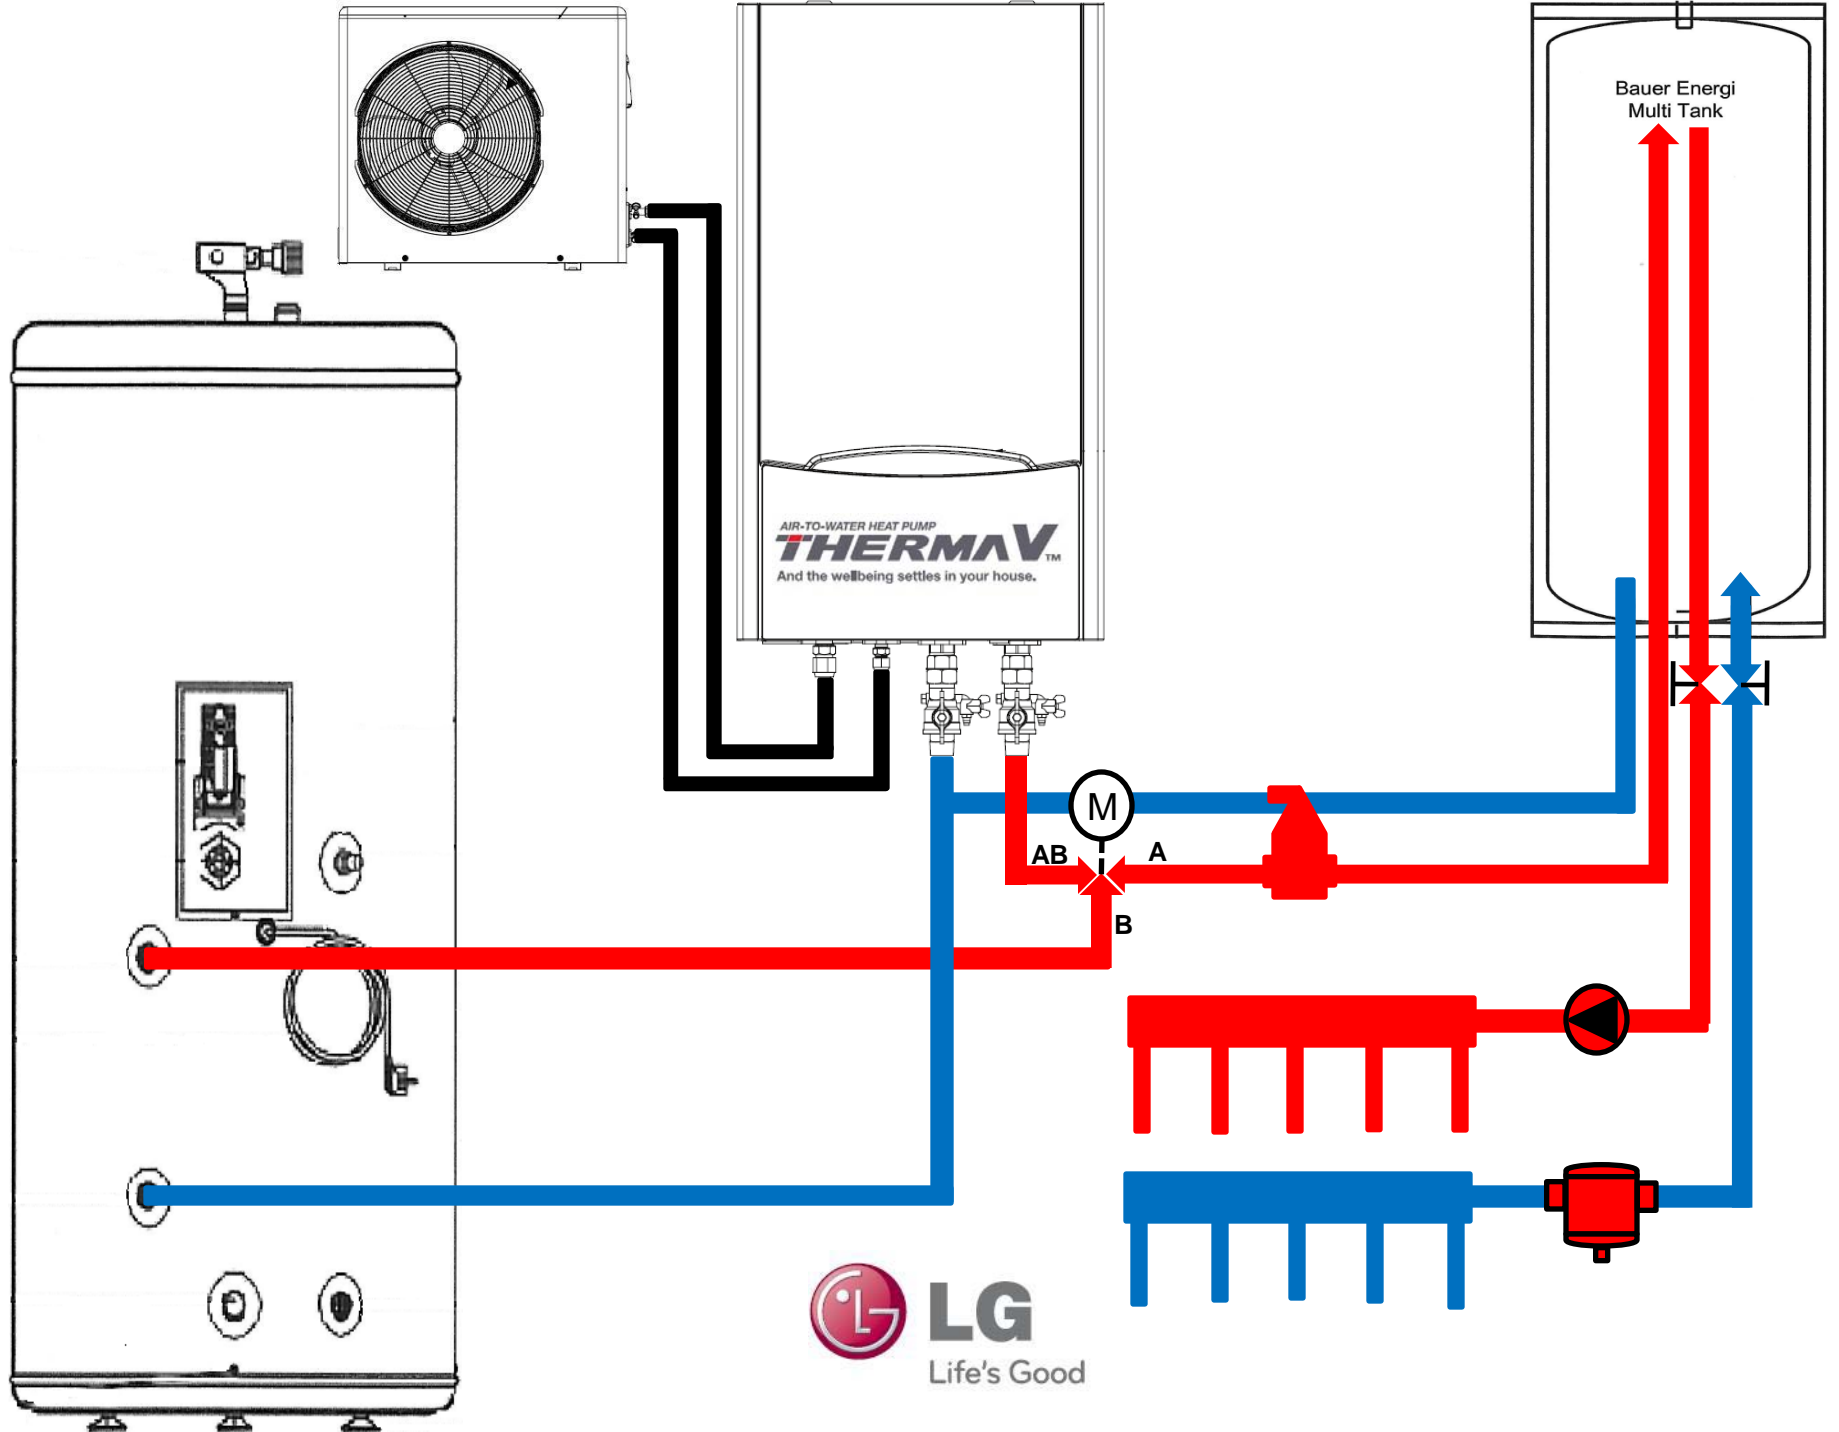 Bauer Energi
Multi Tank
AIR-TO-WATER HEAT PUMP
THERMA V TM
And the wellbeing settles in your house.
M
AB
A
B
LG
LG
Life's Good